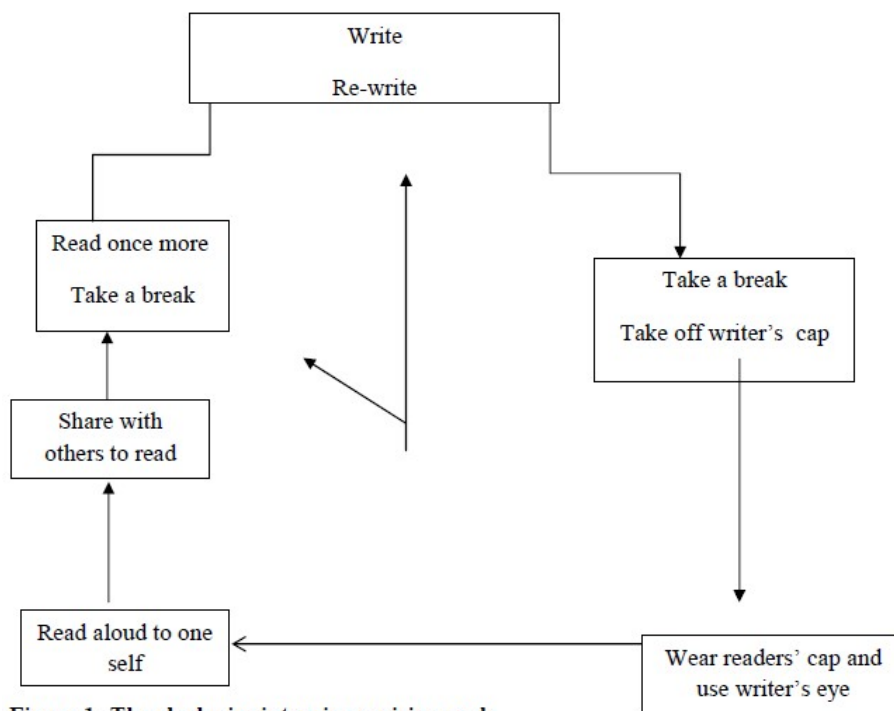 Write
Re-write
Read once more
Take a break
Take a break
Take off writer's cap
Share with
others to read
Read aloud to one
self
Wear readers' cap and
use writer's eye